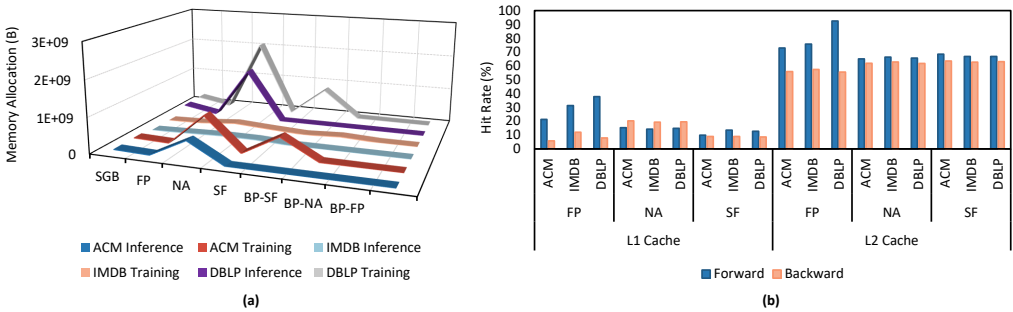 Memory Allocation (B)
3E+09
2E+09
1E+09
0
SGB
FP
NA
SF
BP-SF
BP-NA
BP-FP
ACM Inference
ACM Training
IMDB Inference
IMDB Training
DBLP Inference
DBLP Training
(a)
Hit Rate (%)
100
90
80
70
60
50
40
30
20
10
0
ACM IMDB DBLP ACM IMDB DBLP ACM IMDB DBLP ACM IMDB DBLP ACM IMDB DBLP ACM IMDB DBLP
FP NA SF FP NA SF
L1 Cache L2 Cache
Forward Backward
(b)